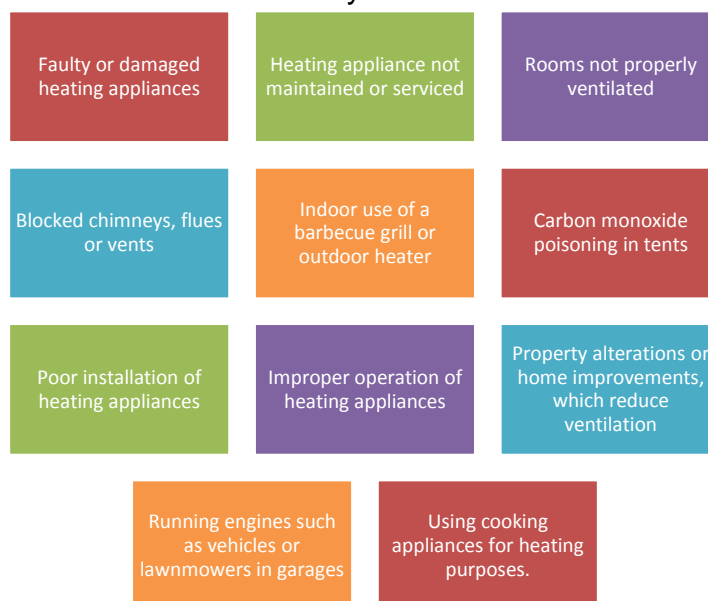 Faulty or damaged
heating appliances
Heating appliance not
maintained or serviced
Rooms not properly
ventilated
Blocked chimneys, flues
or vents
Indoor use of a
barbecue grill or
outdoor heater
Carbon monoxide
poisoning in tents
Poor installation of
heating appliances
Improper operation of
heating appliances
Property alterations or
home improvements,
which reduce
ventilation
Running engines such
as vehicles or
lawnmowers in garages
Using cooking
appliances for heating
purposes.